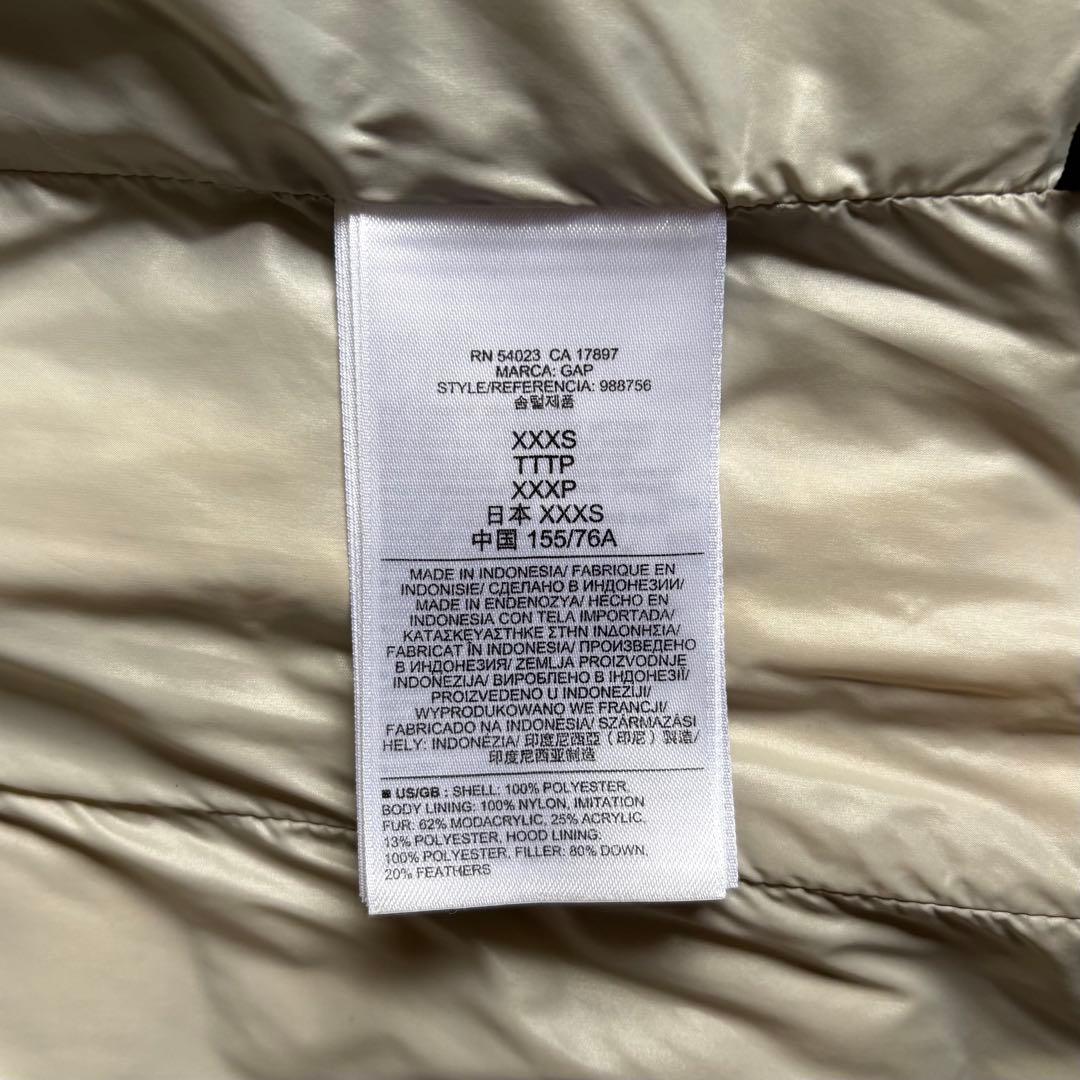 RN 54023 CA 17897
MARCA: GAP
STYLE/REFERENCIA: 988756
솜털제품
XXXS
TTTP
XXXP
日本 XXXS
中国 155/76A
MADE IN INDONESIA/ FABRIQUE EN
INDONISIE/ СДЕЛАНО В ИНДОНЕЗИИ/
MADE IN ENDENOZYA/ HECHO EN
INDONESIA CON TELA IMPORTADA/
ΚΑΤΑΣΚΕΥΑΣΤΗΚΕ ΣΤΗΝ ΙΝΔΟΝΗΣΙΑ/
FABRICAT ÎN INDONESIA/ ПРОИЗВЕДЕНО
В ИНДОНЕЗИЯ/ ZEMLJA PROIZVODNJE
INDONEZIJA/ ВИРОБЛЕНО В ІНДОНЕЗІЇ/
PROIZVEDENO U INDONEZIJI/
WYPRODUKOWANO WE FRANCJI/
FABRICADO NA INDONÉSIA/ SZÁRMAZÁSI
HELY: INDONÉZIA/ 印度尼西亞 (印尼) 製造/
印度尼西亚制造
■ US/GB : SHELL: 100% POLYESTER,
BODY LINING: 100% NYLON, IMITATION
FUR: 62% MODACRYLIC, 25% ACRYLIC,
13% POLYESTER, HOOD LINING:
100% POLYESTER, FILLER: 80% DOWN,
20% FEATHERS